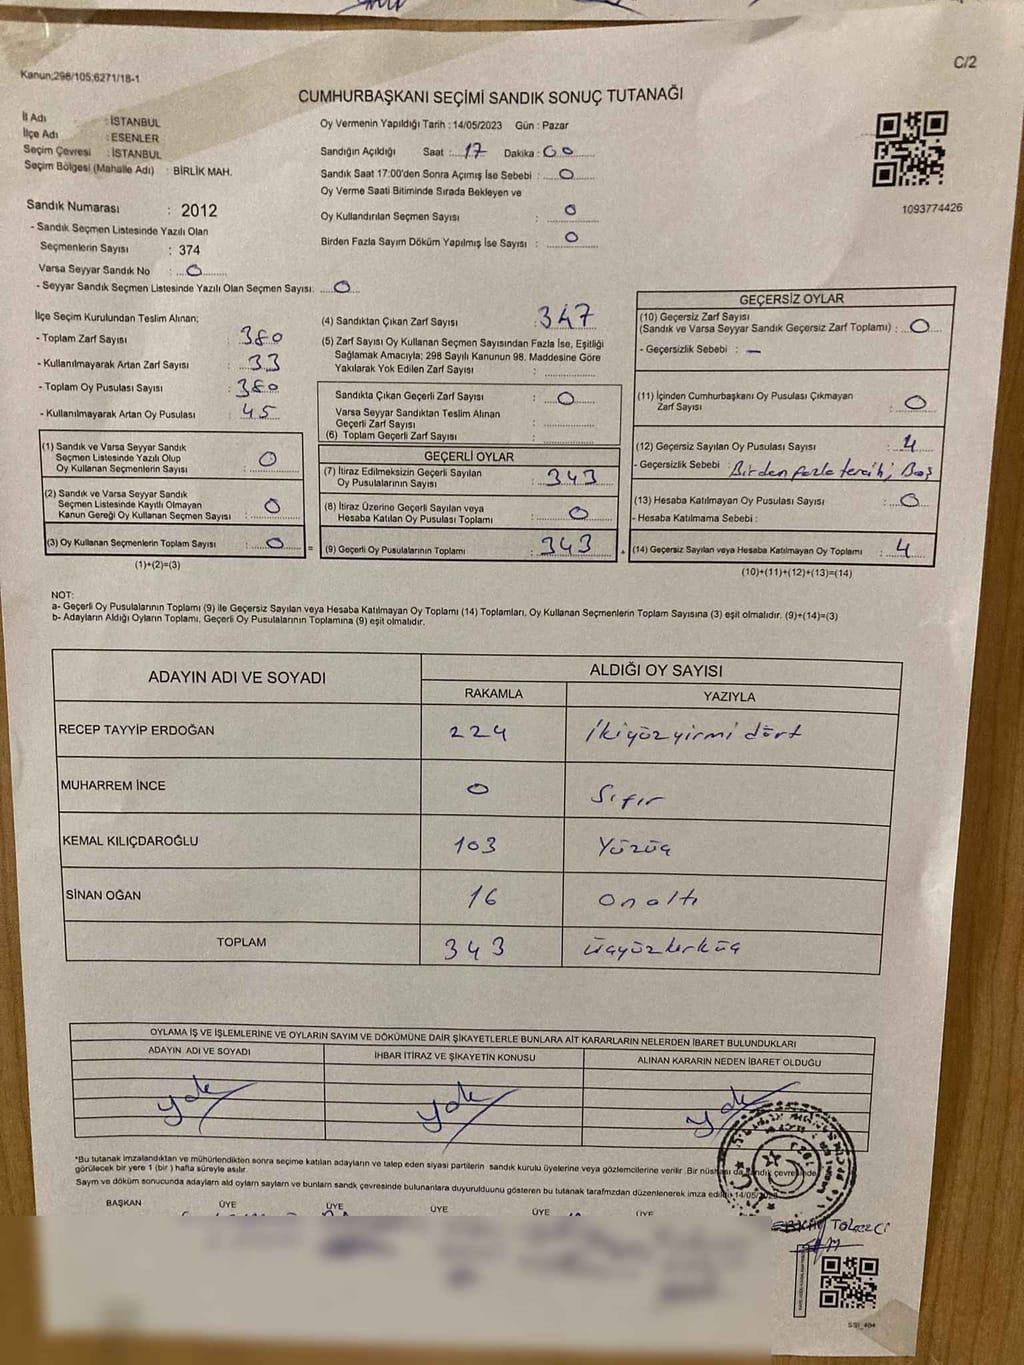 Kanun;298/105;6271/18-1
C/2
CUMHURBAŞKANI SEÇİMİ SANDIK SONUÇ TUTANAĞI
İl Adı : İSTANBUL
İlçe Adı : ESENLER
Seçim Çevresi : İSTANBUL
Seçim Bölgesi (Mahalle Adı) : BİRLİK MAH.
Oy Vermenin Yapıldığı Tarih : 14/05/2023 Gün : Pazar
Sandığın Açıldığı Saat : 17 Dakika : 00
Sandık Saat 17:00'den Sonra Açımış İse Sebebi : 0
Oy Verme Saati Bitiminde Sırada Bekleyen ve
Oy Kullandırılan Seçmen Sayısı : 0
Birden Fazla Sayım Döküm Yapılmış İse Sayısı : 0
1093774426
Sandık Numarası : 2012
- Sandık Seçmen Listesinde Yazılı Olan
Seçmenlerin Sayısı : 374
Varsa Seyyar Sandık No : 0
- Seyyar Sandık Seçmen Listesinde Yazılı Olan Seçmen Sayısı: 0
İlçe Seçim Kurulundan Teslim Alınan;
- Toplam Zarf Sayısı : 380
- Kullanılmayarak Artan Zarf Sayısı : 33
- Toplam Oy Pusulası Sayısı : 380
- Kullanılmayarak Artan Oy Pusulası : 45
(1) Sandık ve Varsa Seyyar Sandık
Seçmen Listesinde Yazılı Olup
Oy Kullanan Seçmenlerin Sayısı : 0
(2) Sandık ve Varsa Seyyar Sandık
Seçmen Listesinde Kayıtlı Olmayan
Kanun Gereği Oy Kullanan Seçmen Sayısı : 0
(3) Oy Kullanan Seçmenlerin Toplam Sayısı : 0
(1)+(2)=(3)
(4) Sandıktan Çıkan Zarf Sayısı : 347
(5) Zarf Sayısı Oy Kullanan Seçmen Sayısından Fazla İse, Eşitliği
Sağlamak Amacıyla; 298 Sayılı Kanunun 98. Maddesine Göre
Yakılarak Yok Edilen Zarf Sayısı :
Sandıkta Çıkan Geçerli Zarf Sayısı : 0
Varsa Seyyar Sandıktan Teslim Alınan
Geçerli Zarf Sayısı :
(6) Toplam Geçerli Zarf Sayısı :
GEÇERLİ OYLAR
(7) İtiraz Edilmeksizin Geçerli Sayılan
Oy Pusulalarının Sayısı : 343
(8) İtiraz Üzerine Geçerli Sayılan veya
Hesaba Katılan Oy Pusulası Toplamı : 0
= (9) Geçerli Oy Pusulalarının Toplamı : 343 +
GEÇERSİZ OYLAR
(10) Geçersiz Zarf Sayısı
(Sandık ve Varsa Seyyar Sandık Geçersiz Zarf Toplamı) : 0
- Geçersizlik Sebebi : —
(11) İçinden Cumhurbaşkanı Oy Pusulası Çıkmayan
Zarf Sayısı : 0
(12) Geçersiz Sayılan Oy Pusulası Sayısı : 4
- Geçersizlik Sebebi : Birden fazla tercih; Boş
(13) Hesaba Katılmayan Oy Pusulası Sayısı : 0
- Hesaba Katılmama Sebebi :
(14) Geçersiz Sayılan veya Hesaba Katılmayan Oy Toplamı : 4
(10)+(11)+(12)+(13)=(14)
NOT:
a- Geçerli Oy Pusulalarının Toplamı (9) ile Geçersiz Sayılan veya Hesaba Katılmayan Oy Toplamı (14) Toplamları, Oy Kullanan Seçmenlerin Toplam Sayısına (3) eşit olmalıdır. (9)+(14)=(3)
b- Adayların Aldığı Oyların Toplamı, Geçerli Oy Pusulalarının Toplamına (9) eşit olmalıdır.
ADAYIN ADI VE SOYADI ALDIĞI OY SAYISI
RAKAMLA YAZIYLA
RECEP TAYYİP ERDOĞAN 224 İkiyüzyirmi dört
MUHARREM İNCE 0 Sıfır
KEMAL KILIÇDAROĞLU 103 Yüzüç
SİNAN OĞAN 16 on altı
TOPLAM 343 üçyüzkırküç
OYLAMA İŞ VE İŞLEMLERİNE VE OYLARIN SAYIM VE DÖKÜMÜNE DAİR ŞİKAYETLERLE BUNLARA AİT KARARLARIN NELERDEN İBARET BULUNDUKLARI
ADAYIN ADI VE SOYADI İHBAR İTİRAZ VE ŞİKAYETİN KONUSU ALINAN KARARIN NEDEN İBARET OLDUĞU
yok yok yok
*Bu tutanak imzalandıktan ve mühürlendikten sonra seçime katılan adayların ve talep eden siyasi partilerin sandık kurulu üyelerine veya gözlemcilerine verilir. Bir nüshası da sandık çevresinde
görülecek bir yere 1 (bir ) hafta süreyle asılır.
Sayım ve döküm sonucunda adayların ald oyların sayları ve bunların sandk çevresinde bulunanlara duyurulduunu gösteren bu tutanak tarafmzdan düzenlenerek imza edildi. 14/05/2023
BAŞKAN ÜYE ÜYE ÜYE ÜYE ÜYE
SSI_404